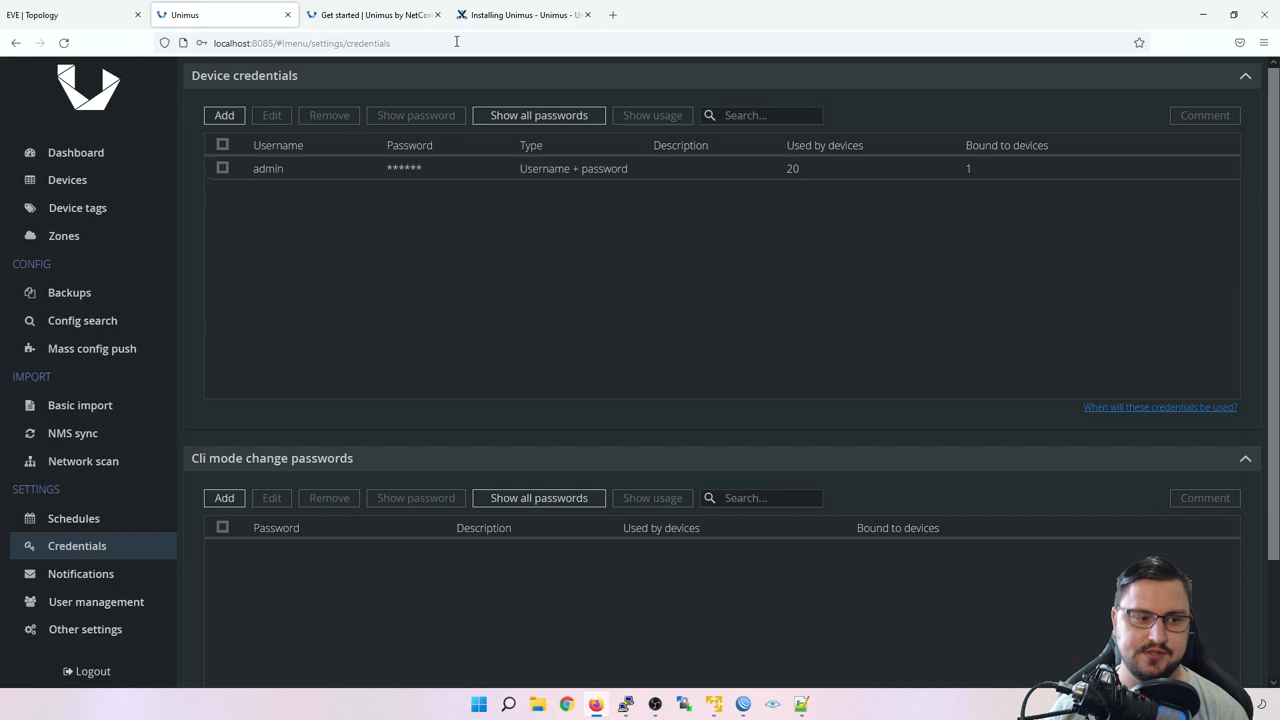 EVE | Topology
Unimus
Get started | Unimus by NetCor
Installing Unimus - Unimus - Un
localhost:8085/#!menu/settings/credentials
Dashboard
Devices
Device tags
Zones
CONFIG
Backups
Config search
Mass config push
IMPORT
Basic import
NMS sync
Network scan
SETTINGS
Schedules
Credentials
Notifications
User management
Other settings
Logout
Device credentials
Add Edit Remove Show password Show all passwords Show usage Search... Comment
Username Password Type Description Used by devices Bound to devices
admin ****** Username + password 20 1
When will these credentials be used?
Cli mode change passwords
Add Edit Remove Show password Show all passwords Show usage Search... Comment
Password Description Used by devices Bound to devices